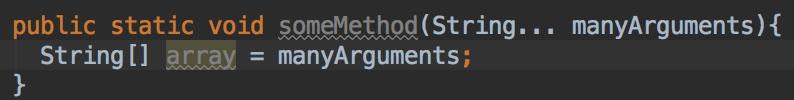 public static void someMethod(String... manyArguments){
String[] array = manyArguments;
}